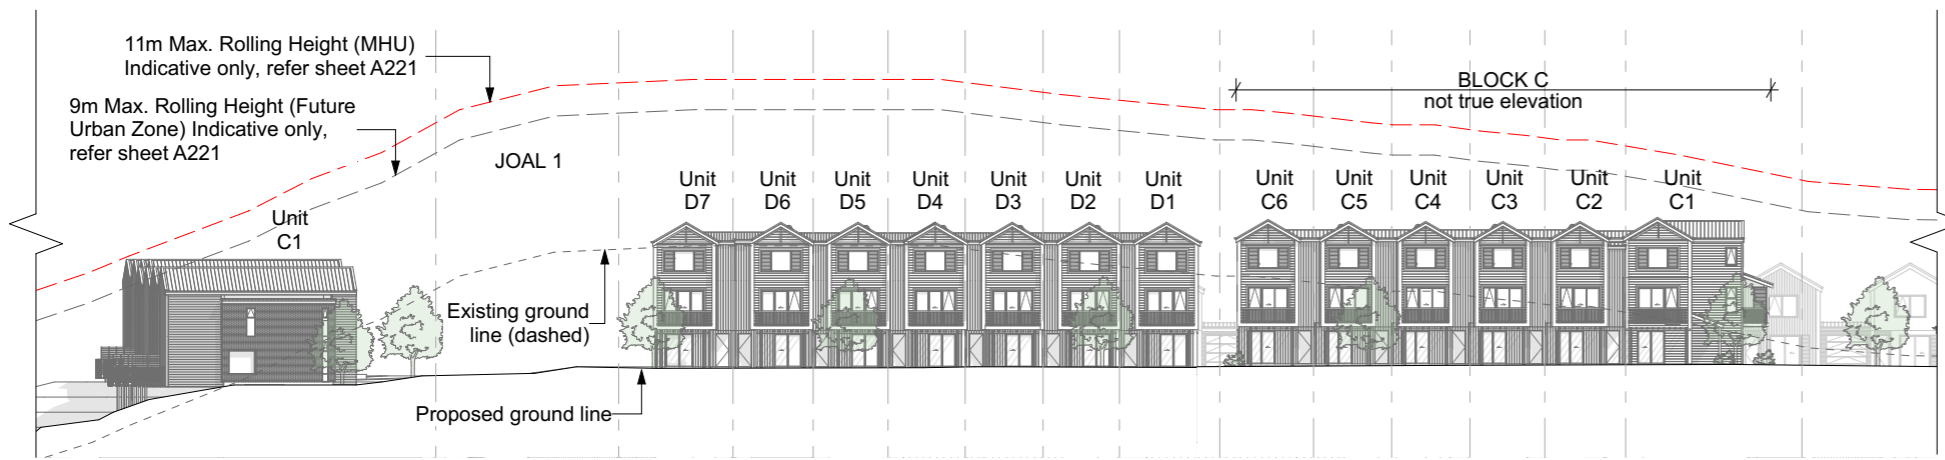 11m Max. Rolling Height (MHU)
Indicative only, refer sheet A221
9m Max. Rolling Height (Future
Urban Zone) Indicative only,
refer sheet A221
JOAL 1
BLOCK C
not true elevation
Unit
C1
Unit
D7
Unit
D6
Unit
D5
Unit
D4
Unit
D3
Unit
D2
Unit
D1
Unit
C6
Unit
C5
Unit
C4
Unit
C3
Unit
C2
Unit
C1
Existing ground
line (dashed)
Proposed ground line